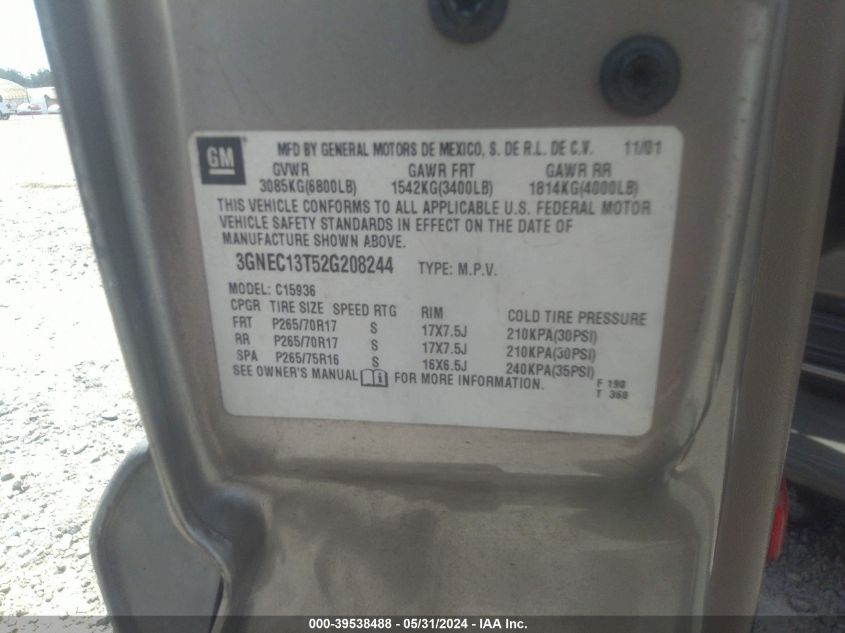 GM MFD BY GENERAL MOTORS DE MEXICO, S. DE R.L. DE C.V. 11/01
GVWR GAWR FRT GAWR RR
3085KG(6800LB) 1542KG(3400LB) 1814KG(4000LB)
THIS VEHICLE CONFORMS TO ALL APPLICABLE U.S. FEDERAL MOTOR
VEHICLE SAFETY STANDARDS IN EFFECT ON THE DATE OF
MANUFACTURE SHOWN ABOVE.
3GNEC13T52G208244 TYPE: M.P.V.
MODEL: C15936
CPGR TIRE SIZE SPEED RTG RIM COLD TIRE PRESSURE
FRT P265/70R17 S 17X7.5J 210KPA(30PSI)
RR P265/70R17 S 17X7.5J 210KPA(30PSI)
SPA P265/75R16 S 16X6.5J 240KPA(35PSI)
SEE OWNER'S MANUAL FOR MORE INFORMATION. F 190
T 368
000-39538488 - 05/31/2024 - IAA Inc.